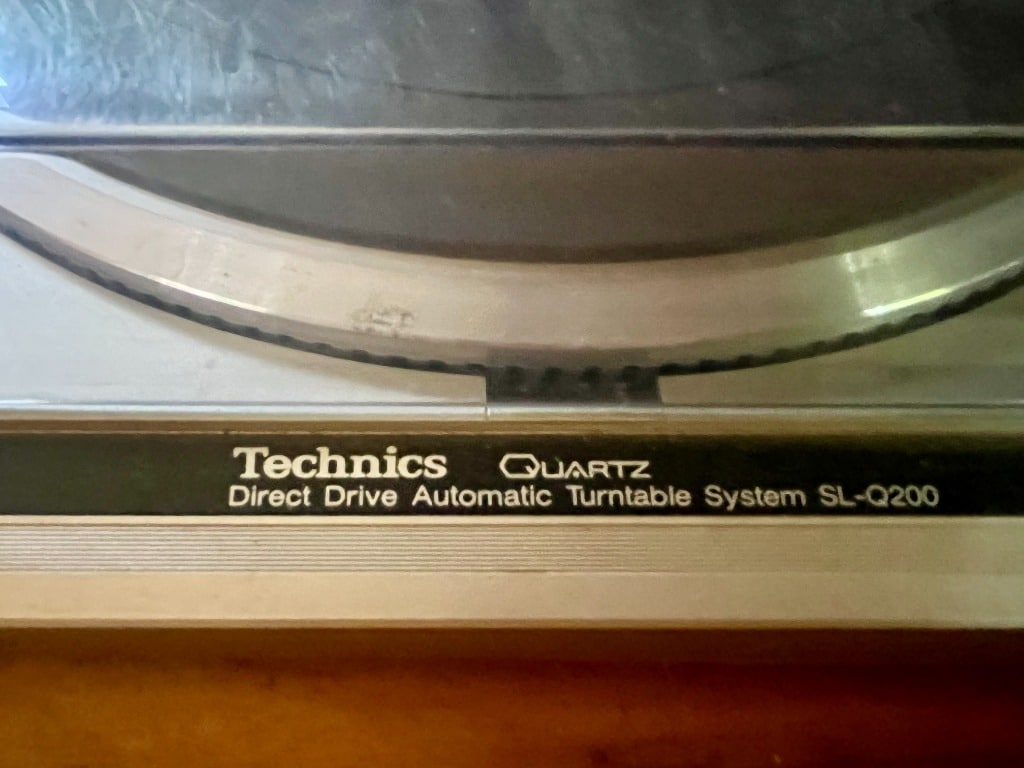 Technics QUARTZ
Direct Drive Automatic Turntable System SL-Q200